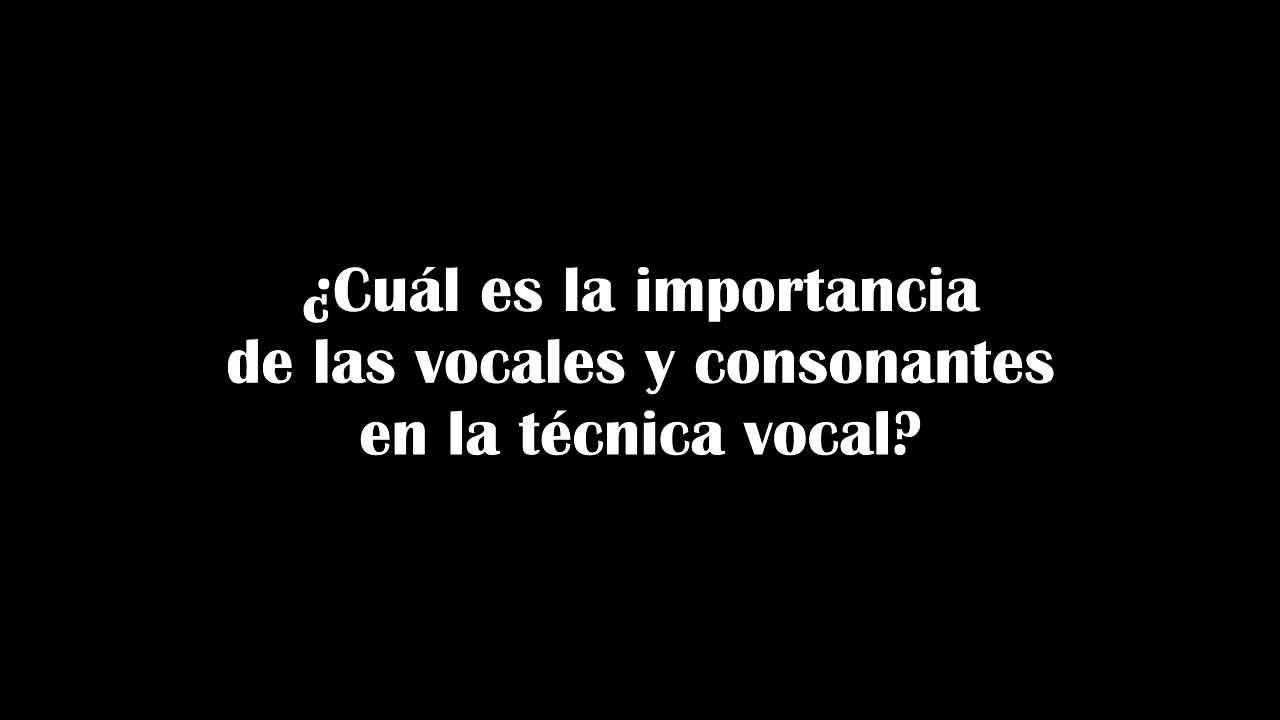 ¿Cuál es la importancia
de las vocales y consonantes
en la técnica vocal?